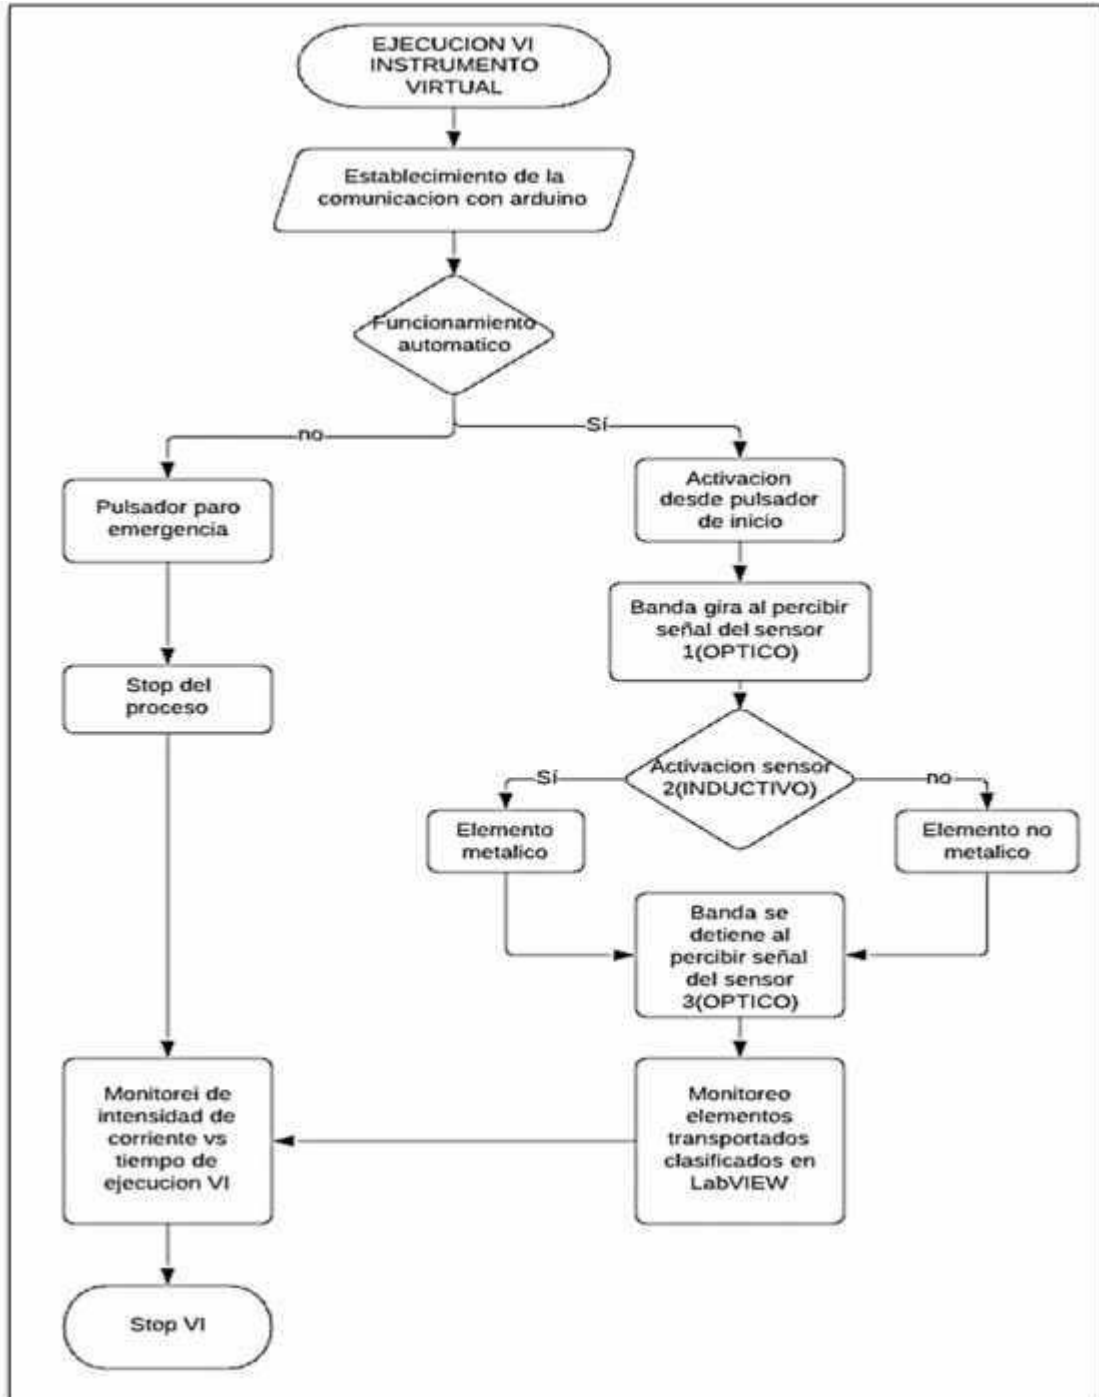 EJECUCION VI
INSTRUMENTO
VIRTUAL
Establecimiento de la
comunicacion con arduino
Funcionamiento
automatico
no
Sí
Pulsador paro
emergencia
Activacion
desde pulsador
de inicio
Banda gira al percibir
señal del sensor
1(OPTICO)
Stop del
proceso
Activacion sensor
2(INDUCTIVO)
Sí
no
Elemento
metalico
Elemento no
metalico
Banda se
detiene al
percibir señal
del sensor
3(OPTICO)
Monitorei de
intensidad de
corriente vs
tiempo de
ejecucion VI
Monitoreo
elementos
transportados
clasificados en
LabVIEW
Stop VI